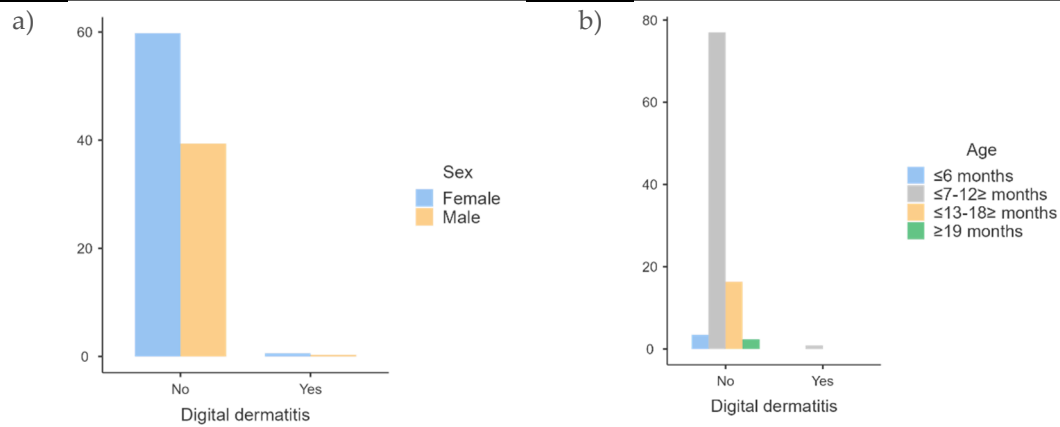 a)
60
40
20
0
No
Yes
Digital dermatitis
Sex
Female
Male
b)
80
60
40
20
0
No
Yes
Digital dermatitis
Age
≤6 months
≤7-12≥ months
≤13-18≥ months
≥19 months